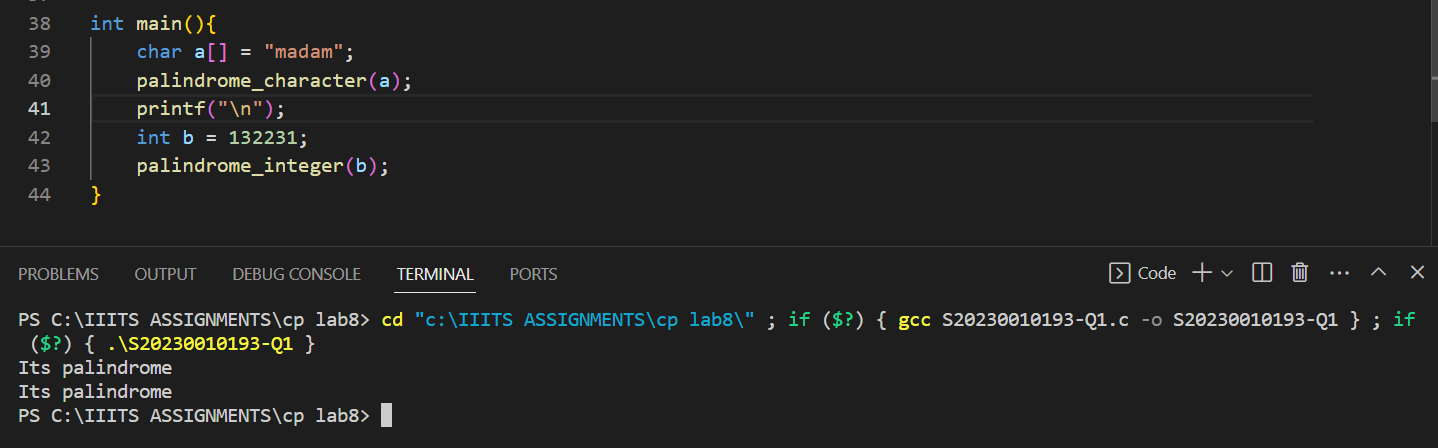 38 int main(){
39 char a[] = "madam";
40 palindrome_character(a);
41 printf("\n");
42 int b = 132231;
43 palindrome_integer(b);
44 }
PROBLEMS OUTPUT DEBUG CONSOLE TERMINAL PORTS Code
PS C:\IIITS ASSIGNMENTS\cp lab8> cd "c:\IIITS ASSIGNMENTS\cp lab8\" ; if ($?) { gcc S20230010193-Q1.c -o S20230010193-Q1 } ; if
($?) { .\S20230010193-Q1 }
Its palindrome
Its palindrome
PS C:\IIITS ASSIGNMENTS\cp lab8>